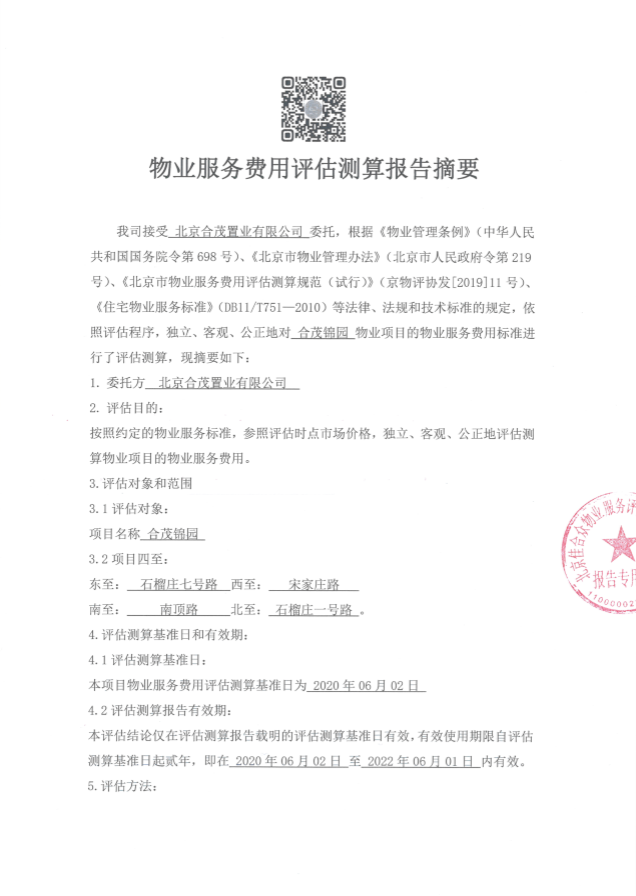 物业服务费用评估测算报告摘要
我司接受 北京合茂置业有限公司 委托，根据《物业管理条例》（中华人民
共和国国务院令第 698 号）、《北京市物业管理办法》（北京市人民政府令第 219
号）、《北京市物业服务费用评估测算规范（试行）》（京物评协发[2019]11 号）、
《住宅物业服务标准》（DB11/T751—2010）等法律、法规和技术标准的规定，依
照评估程序，独立、客观、公正地对 合茂锦园 物业项目的物业服务费用标准进
行了评估测算，现摘要如下：
1. 委托方 北京合茂置业有限公司
2. 评估目的：
按照约定的物业服务标准，参照评估时点市场价格，独立、客观、公正地评估测
算物业项目的物业服务费用。
3.评估对象和范围
3.1 评估对象：
项目名称 合茂锦园
3.2 项目四至：
东至： 石榴庄七号路 西至： 宋家庄路
南至： 南顶路 北至： 石榴庄一号路 。
4.评估测算基准日和有效期：
4.1 评估测算基准日：
本项目物业服务费用评估测算基准日为 2020 年 06 月 02 日
4.2 评估测算报告有效期：
本评估结论仅在评估测算报告载明的评估测算基准日有效，有效使用期限自评估
测算基准日起贰年，即在 2020 年 06 月 02 日 至 2022 年 06 月 01 日 内有效。
5.评估方法：
北京佳合众物业服务评
报告专用
11000002